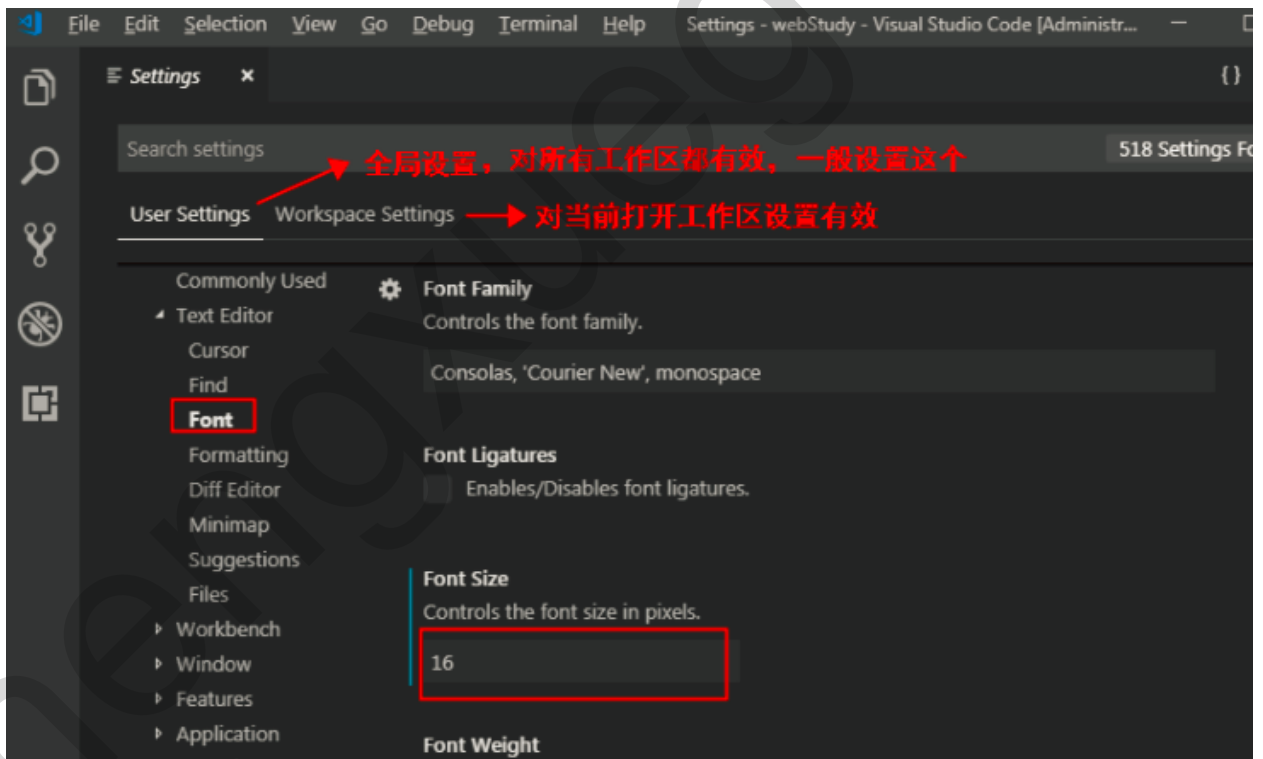 File Edit Selection View Go Debug Terminal Help Settings - webStudy - Visual Studio Code [Administr...
Settings
{}
Search settings
全局设置，对所有工作区都有效，一般设置这个
518 Settings Fo
User Settings Workspace Settings
对当前打开工作区设置有效
Commonly Used
Text Editor
Cursor
Find
Font
Formatting
Diff Editor
Minimap
Suggestions
Files
Workbench
Window
Features
Application
Font Family
Controls the font family.
Consolas, 'Courier New', monospace
Font Ligatures
Enables/Disables font ligatures.
Font Size
Controls the font size in pixels.
16
Font Weight